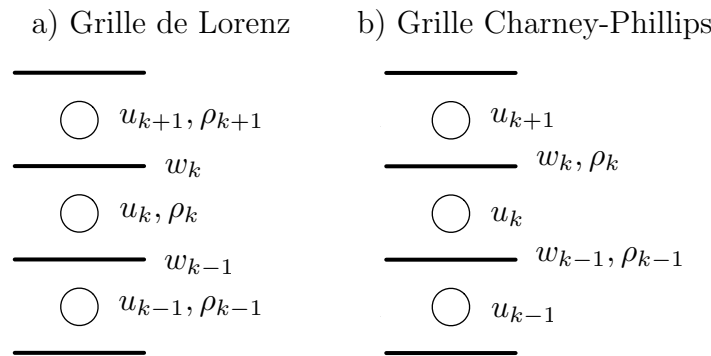 a) Grille de Lorenz
b) Grille Charney-Phillips
u_{k+1}, ρ_{k+1}
w_k
u_k, ρ_k
w_{k−1}
u_{k−1}, ρ_{k−1}
u_{k+1}
w_k, ρ_k
u_k
w_{k−1}, ρ_{k−1}
u_{k−1}